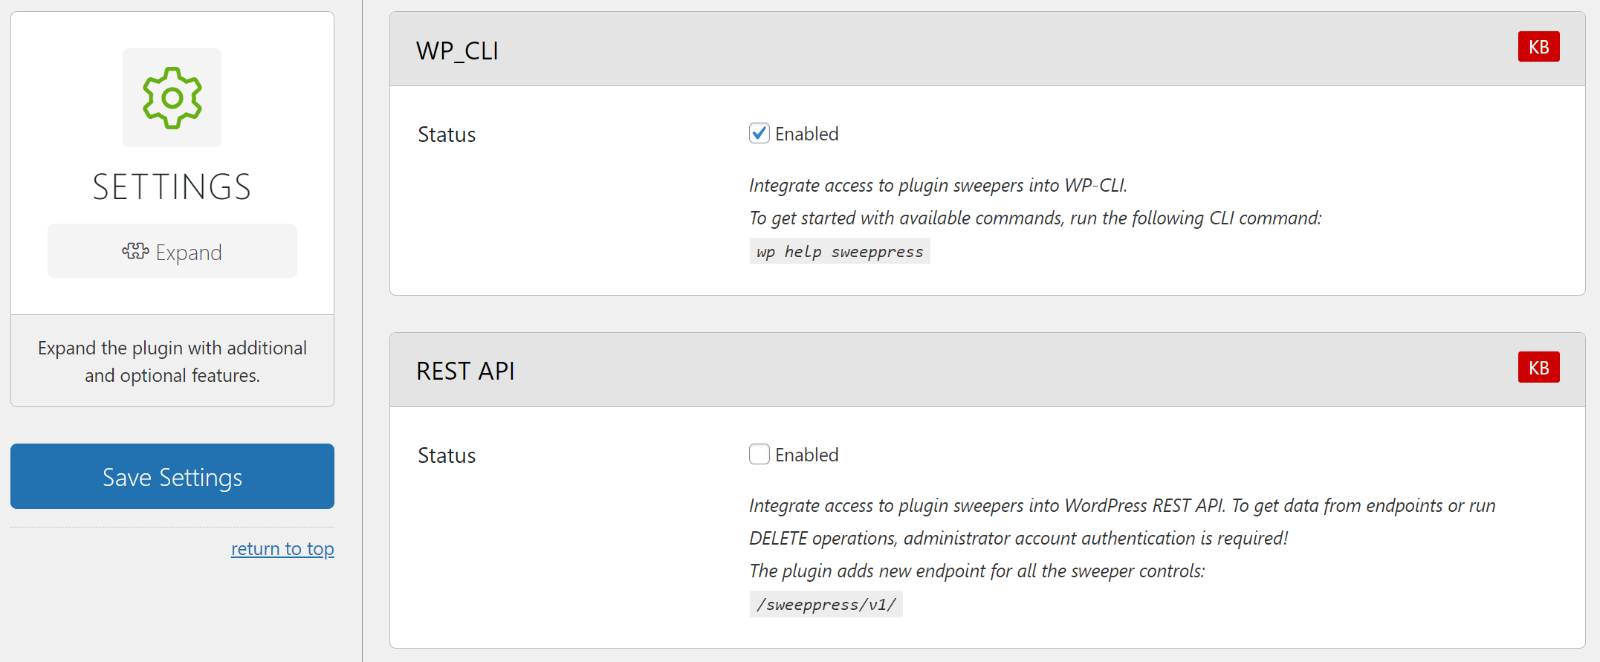 SETTINGS
Expand
Expand the plugin with additional
and optional features.
Save Settings
return to top
WP_CLI
KB
Status
Enabled
Integrate access to plugin sweepers into WP-CLI.
To get started with available commands, run the following CLI command:
wp help sweeppress
REST API
KB
Status
Enabled
Integrate access to plugin sweepers into WordPress REST API. To get data from endpoints or run
DELETE operations, administrator account authentication is required!
The plugin adds new endpoint for all the sweeper controls:
/sweeppress/v1/